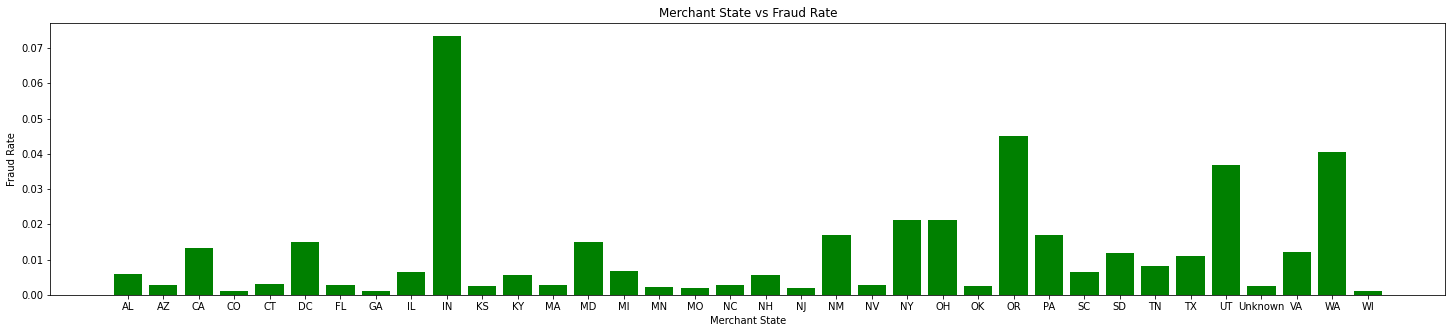 Merchant State vs Fraud Rate
Fraud Rate
0.07
0.06
0.05
0.04
0.03
0.02
0.01
0.00
AL AZ CA CO CT DC FL GA IL IN KS KY MA MD MI MN MO NC NH NJ NM NV NY OH OK OR PA SC SD TN TX UT Unknown VA WA WI
Merchant State